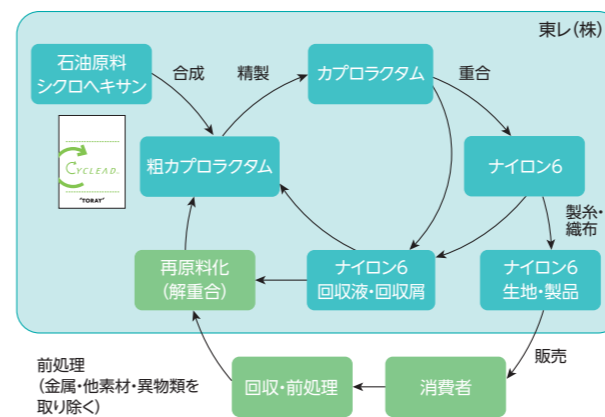 東レ(株)
石油原料
シクロヘキサン
合成
精製
カプロラクタム
重合
CYCLEAD
"TORAY"
粗カプロラクタム
ナイロン6
製糸・
織布
再原料化
(解重合)
ナイロン6
回収液・回収屑
ナイロン6
生地・製品
販売
前処理
(金属・他素材・異物類を
取り除く)
回収・前処理
消費者